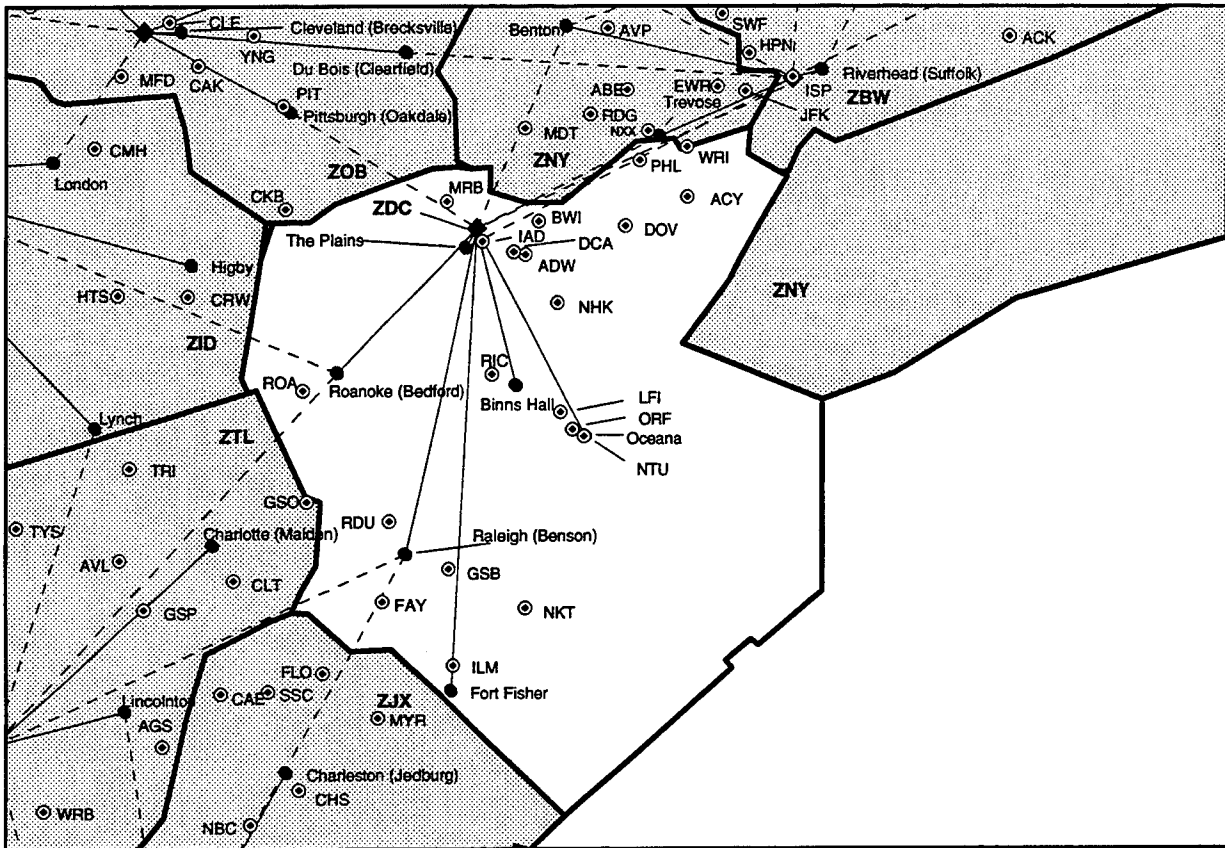 CLE
Cleveland (Brecksville)
YNG
Du Bois (Clearfield)
MFD
CAK
PIT
Pittsburgh (Oakdale)
CMH
London
ZOB
CKB
Higby
HTS
CRW
ZID
Lynch
Benton
AVP
SWF
HPN
ACK
Riverhead (Suffolk)
ISP
ZBW
JFK
ABE
EWR
Trevose
RDG
NXX
MDT
ZNY
PHL
WRI
ACY
MRB
ZDC
BWI
The Plains
IAD
DCA
DOV
ADW
NHK
ZNY
ROA
Roanoke (Bedford)
RIC
Binns Hall
LFI
ORF
Oceana
NTU
ZTL
TRI
GSO
TYS
Charlotte (Maiden)
RDU
Raleigh (Benson)
AVL
CLT
GSB
GSP
FAY
NKT
ILM
Fort Fisher
FLO
CAE
SSC
ZJX
MYR
Lincolnton
AGS
Charleston (Jedburg)
CHS
WRB
NBC